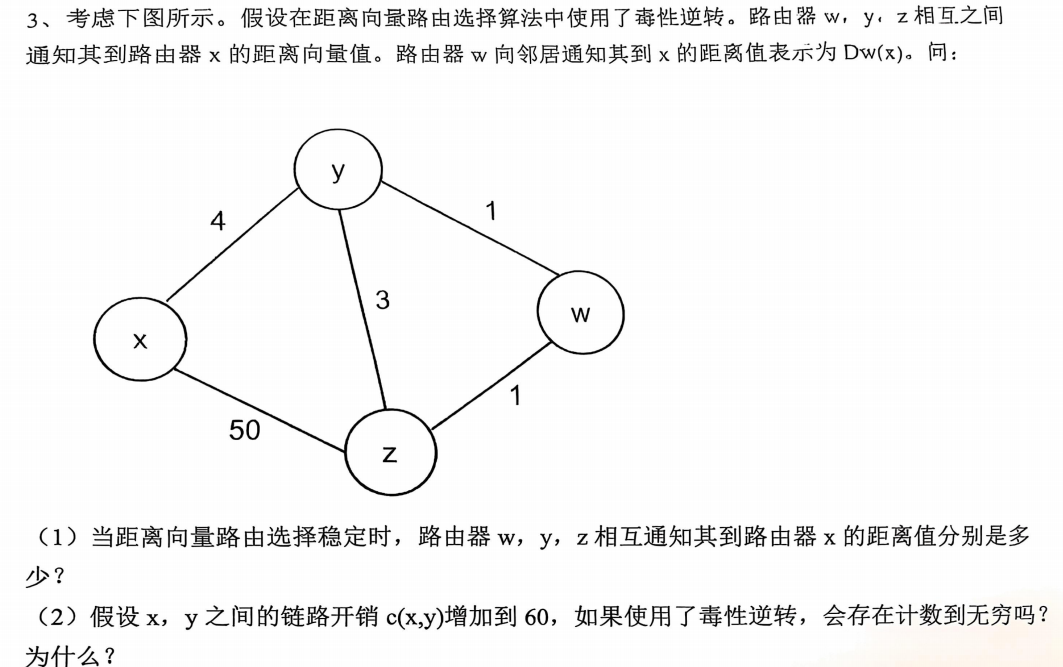 3、考虑下图所示。假设在距离向量路由选择算法中使用了毒性逆转。路由器 w，y，z 相互之间
通知其到路由器 x 的距离向量值。路由器 w 向邻居通知其到 x 的距离值表示为 Dw(x)。问：
y
4
1
3
x
w
50
1
z
（1）当距离向量路由选择稳定时，路由器 w，y，z 相互通知其到路由器 x 的距离值分别是多
少？
（2）假设 x，y 之间的链路开销 c(x,y)增加到 60，如果使用了毒性逆转，会存在计数到无穷吗？
为什么？